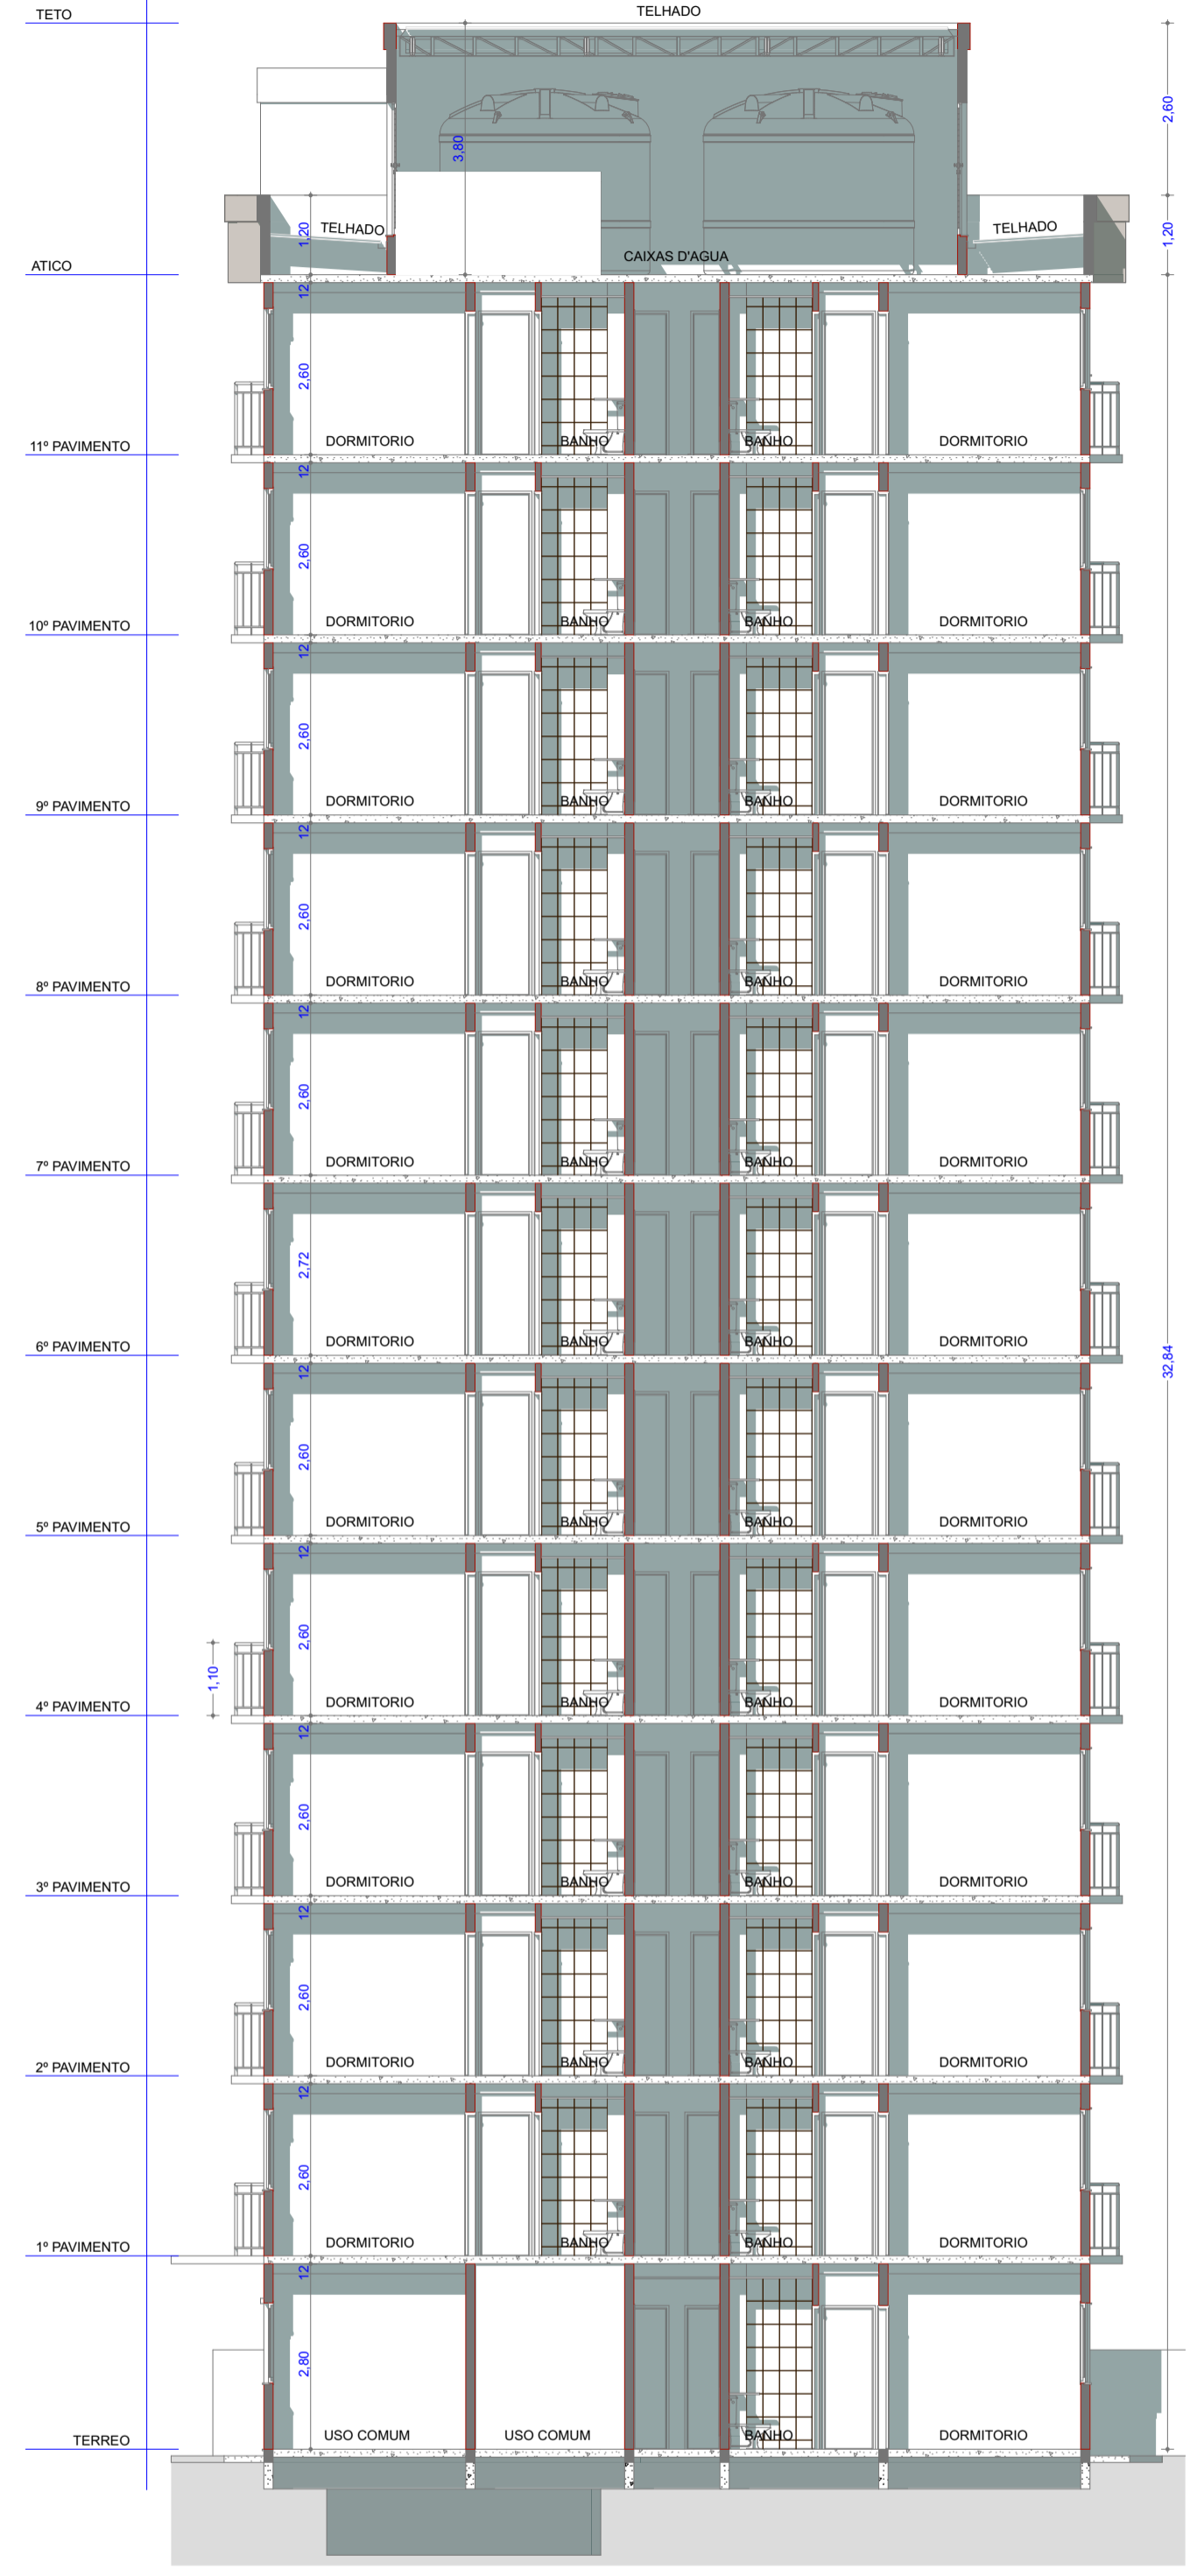 TETO
TELHADO
2,60
3,80
1,20
TELHADO
TELHADO
1,20
ATICO
CAIXAS D'AGUA
12
2,60
11º PAVIMENTO
DORMITORIO
BANHO
BANHO
DORMITORIO
12
2,60
10º PAVIMENTO
DORMITORIO
BANHO
BANHO
DORMITORIO
12
2,60
9º PAVIMENTO
DORMITORIO
BANHO
BANHO
DORMITORIO
12
2,60
8º PAVIMENTO
DORMITORIO
BANHO
BANHO
DORMITORIO
12
2,60
7º PAVIMENTO
DORMITORIO
BANHO
BANHO
DORMITORIO
2,72
6º PAVIMENTO
DORMITORIO
BANHO
BANHO
DORMITORIO
32,84
12
2,60
5º PAVIMENTO
DORMITORIO
BANHO
BANHO
DORMITORIO
12
2,60
1,10
4º PAVIMENTO
DORMITORIO
BANHO
BANHO
DORMITORIO
12
2,60
3º PAVIMENTO
DORMITORIO
BANHO
BANHO
DORMITORIO
12
2,60
2º PAVIMENTO
DORMITORIO
BANHO
BANHO
DORMITORIO
12
2,60
1º PAVIMENTO
DORMITORIO
BANHO
BANHO
DORMITORIO
12
2,80
TERREO
USO COMUM
USO COMUM
BANHO
DORMITORIO